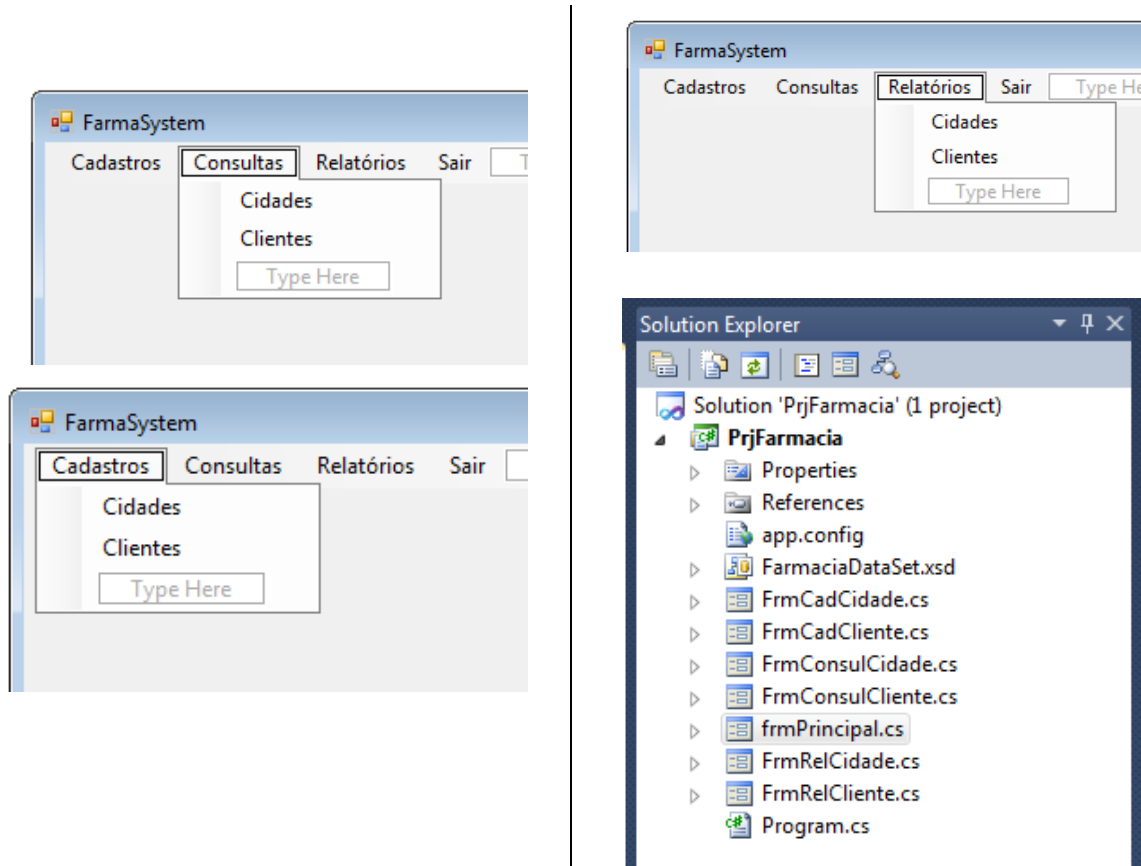 FarmaSystem
Cadastros Consultas Relatórios Sair T
Cidades
Clientes
Type Here
FarmaSystem
Cadastros Consultas Relatórios Sair
Cidades
Clientes
Type Here
FarmaSystem
Cadastros Consultas Relatórios Sair Type He
Cidades
Clientes
Type Here
Solution Explorer
Solution 'PrjFarmacia' (1 project)
PrjFarmacia
Properties
References
app.config
FarmaciaDataSet.xsd
FrmCadCidade.cs
FrmCadCliente.cs
FrmConsulCidade.cs
FrmConsulCliente.cs
frmPrincipal.cs
FrmRelCidade.cs
FrmRelCliente.cs
Program.cs